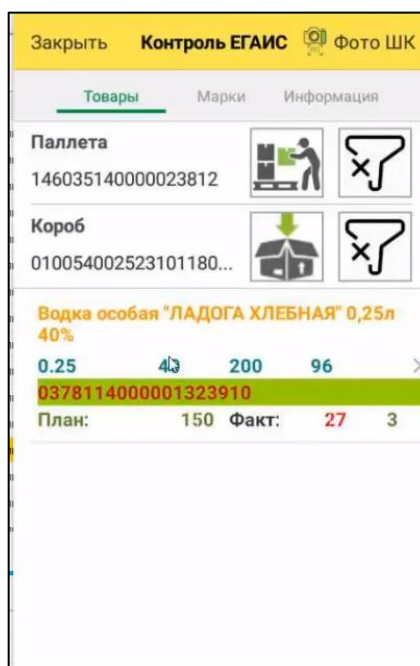 Закрыть Контроль ЕГАИС Фото ШК
Товары Марки Информация
Паллета
146035140000023812
Короб
010054002523101180...
Водка особая "ЛАДОГА ХЛЕБНАЯ" 0,25л
40%
0.25 200 96
0378114000001323910
План: 150 Факт: 27 3